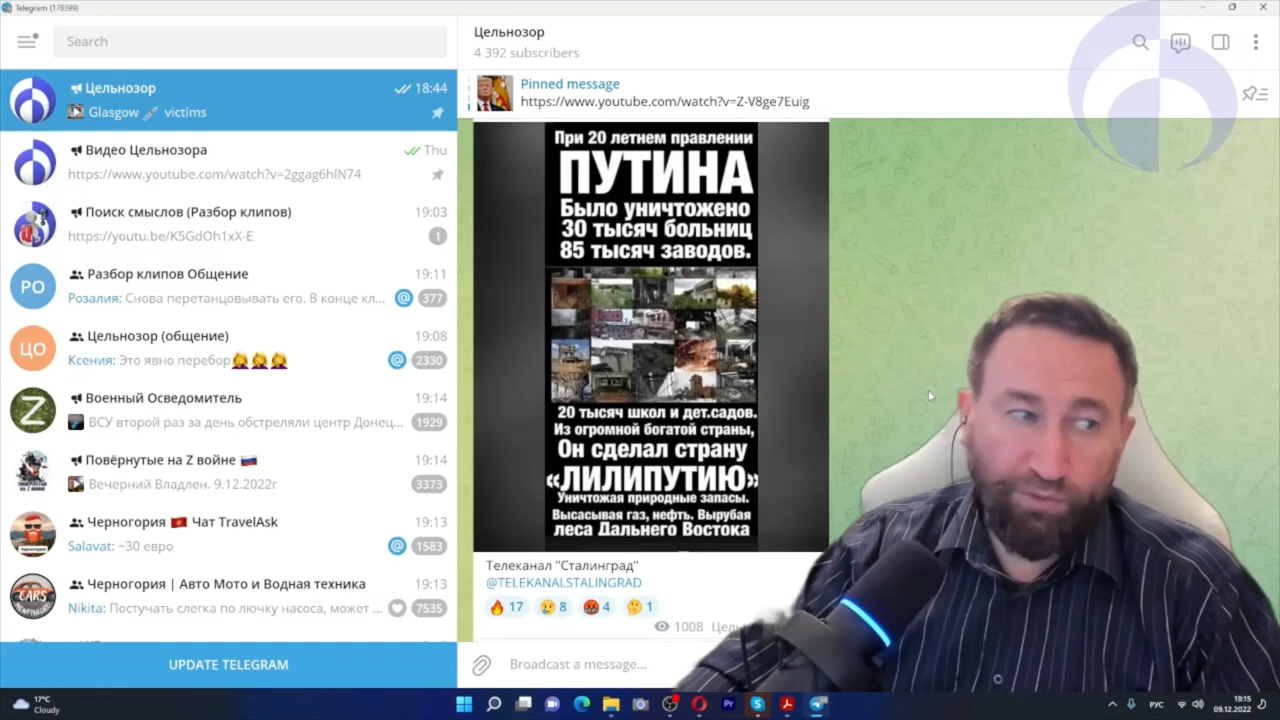 Telegram (178399)
Search
Цельнозор
18:44
Glasgow 💉 victims
Видео Цельнозора
Thu
https://www.youtube.com/watch?v=2ggag6hlN74
Поиск смыслов (Разбор клипов)
19:03
https://youtu.be/K5GdOh1xX-E
1
РО
Разбор клипов Общение
19:11
Розалия: Снова перетанцовывать его. В конце кл...
@ 377
ЦО
Цельнозор (общение)
19:08
Ксения: Это явно перебор🤦‍♀️🤦‍♀️🤦‍♀️
@ 2330
Z
Военный Осведомитель
19:14
ВСУ второй раз за день обстреляли центр Донец...
1929
Повёрнутые на Z войне 🇷🇺
19:14
Вечерний Владлен. 9.12.2022г
3373
Черногория 🇲🇪 Чат TravelAsk
19:13
Salavat: ~30 евро
@ 1583
CARS
Черногория | Авто Мото и Водная техника
19:13
Nikita: Постучать слегка по лючку насоса, может ...
7535
UPDATE TELEGRAM
Цельнозор
4 392 subscribers
Pinned message
https://www.youtube.com/watch?v=Z-V8ge7Euig
При 20 летнем правлении
ПУТИНА
Было уничтожено
30 тысяч больниц
85 тысяч заводов.
20 тысяч школ и дет.садов.
Из огромной богатой страны,
Он сделал страну
«ЛИЛИПУТИЮ»
Уничтожая природные запасы.
Высасывая газ, нефть. Вырубая
леса Дальнего Востока
Телеканал "Сталинград"
@TELEKANALSTALINGRAD
🔥 17 😢 8 🤬 4 🤔 1
1008
Broadcast a message...
17°C
Cloudy
Pr
РУС
19:15
09.12.2022